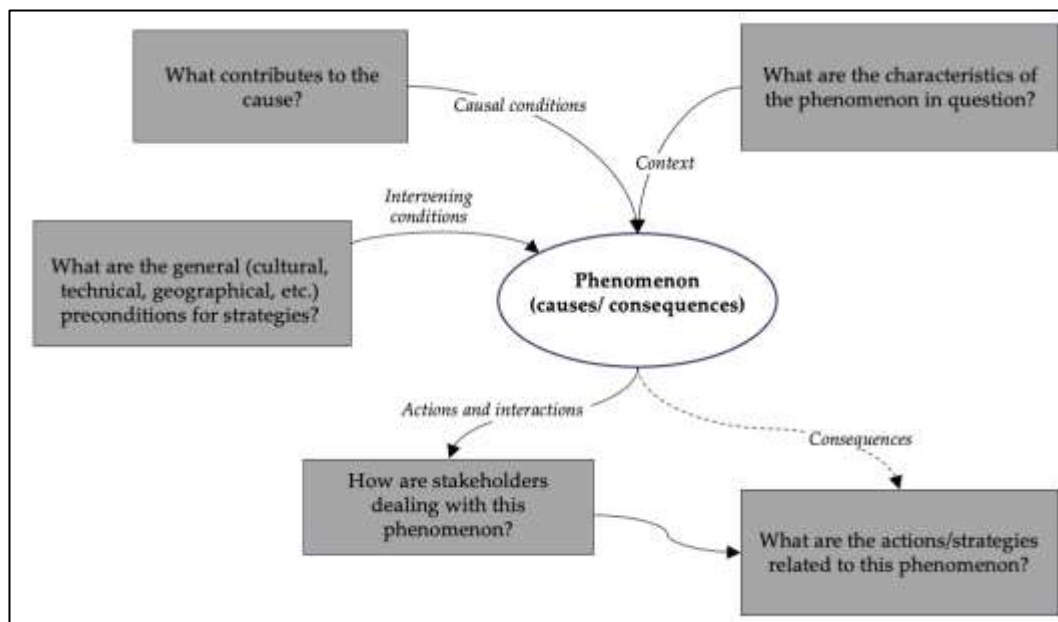 What contributes to the
cause?
What are the characteristics of
the phenomenon in question?
Causal conditions
Context
Intervening
conditions
What are the general (cultural,
technical, geographical, etc.)
preconditions for strategies?
Phenomenon
(causes/ consequences)
Actions and interactions
Consequences
How are stakeholders
dealing with this
phenomenon?
What are the actions/strategies
related to this phenomenon?